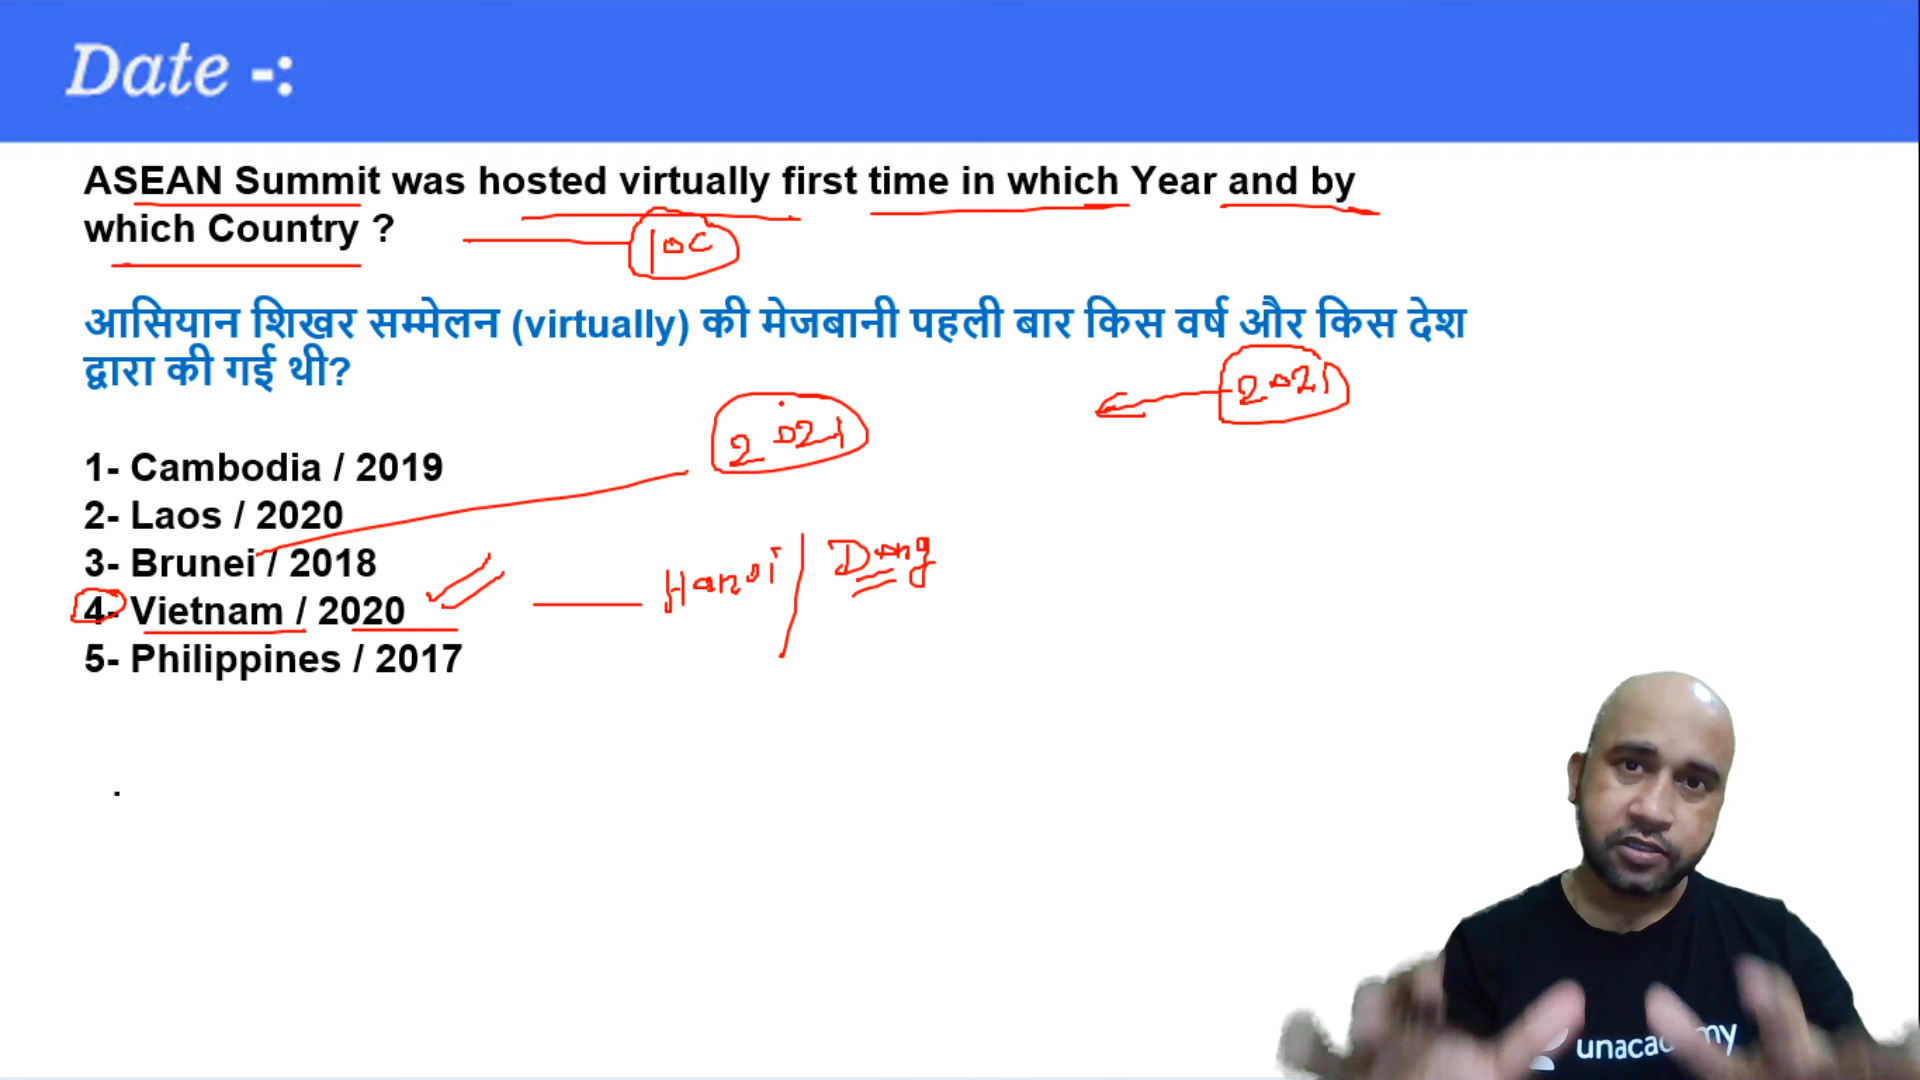 Date -:
ASEAN Summit was hosted virtually first time in which Year and by
which Country ?
10c
आसियान शिखर सम्मेलन (virtually) की मेजबानी पहली बार किस वर्ष और किस देश
द्वारा की गई थी?
2021
2021
1- Cambodia / 2019
2- Laos / 2020
3- Brunei / 2018
Hanoi / Dong
4- Vietnam / 2020
5- Philippines / 2017
unacademy